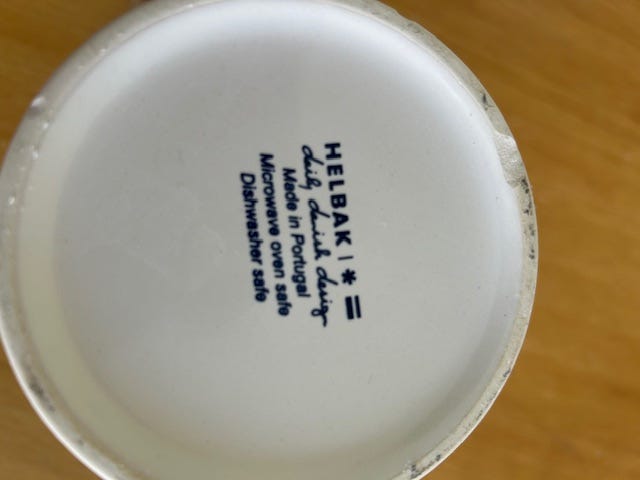 HELBAK | * =
daily danish design
Made in Portugal
Microwave oven safe
Dishwasher safe